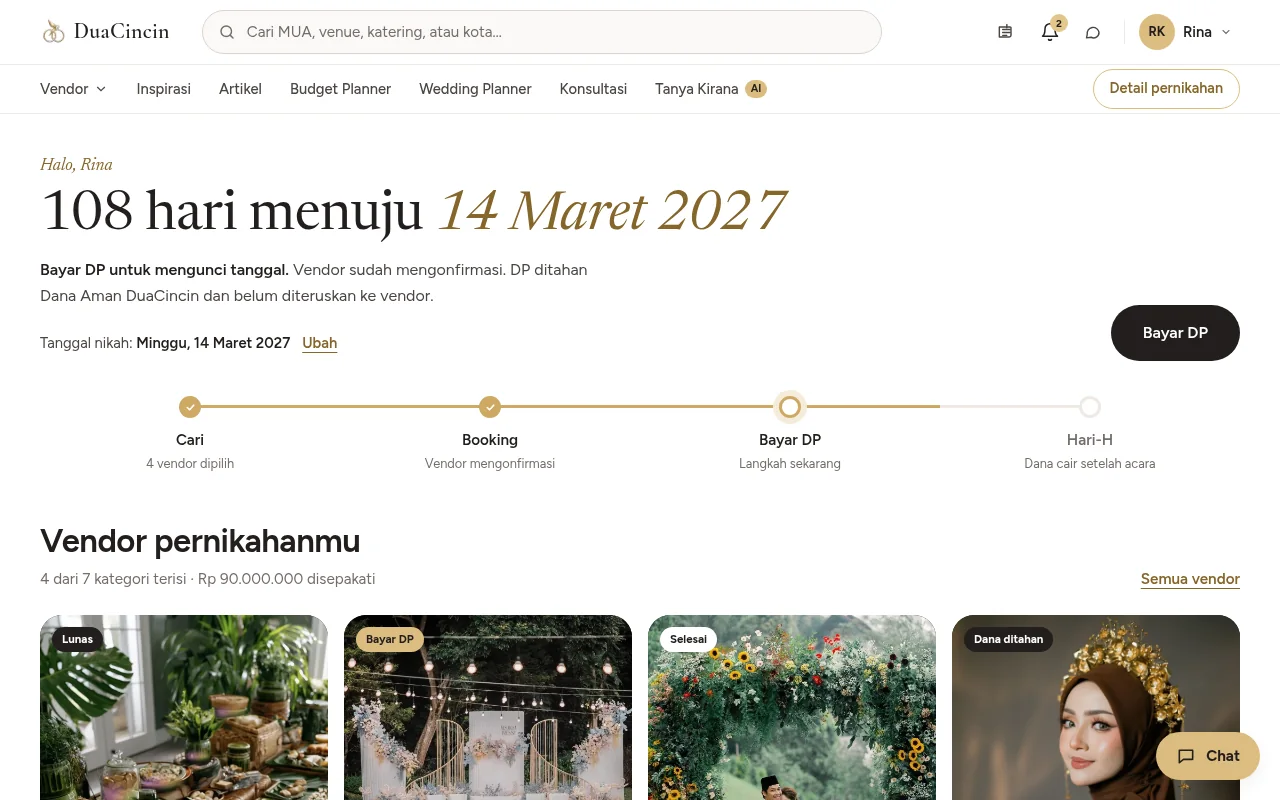 DuaCincin
Cari MUA, venue, katering, atau kota...
2
RK
Rina
Vendor
Inspirasi
Artikel
Budget Planner
Wedding Planner
Konsultasi
Tanya Kirana AI
Detail pernikahan
Halo, Rina
108 hari menuju 14 Maret 2027
Bayar DP untuk mengunci tanggal. Vendor sudah mengonfirmasi. DP ditahan
Dana Aman DuaCincin dan belum diteruskan ke vendor.
Tanggal nikah: Minggu, 14 Maret 2027 Ubah
Bayar DP
Cari
4 vendor dipilih
Booking
Vendor mengonfirmasi
Bayar DP
Langkah sekarang
Hari-H
Dana cair setelah acara
Vendor pernikahanmu
4 dari 7 kategori terisi · Rp 90.000.000 disepakati
Semua vendor
Lunas
Bayar DP
Selesai
Dana ditahan
Chat